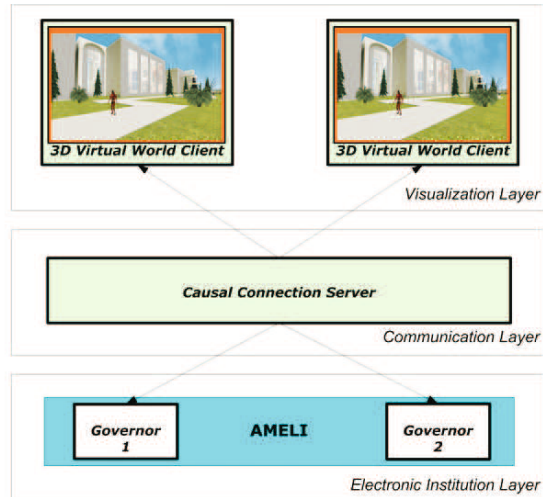 3D Virtual World Client
3D Virtual World Client
Visualization Layer
Causal Connection Server
Communication Layer
Governor
1
AMELI
Governor
2
Electronic Institution Layer